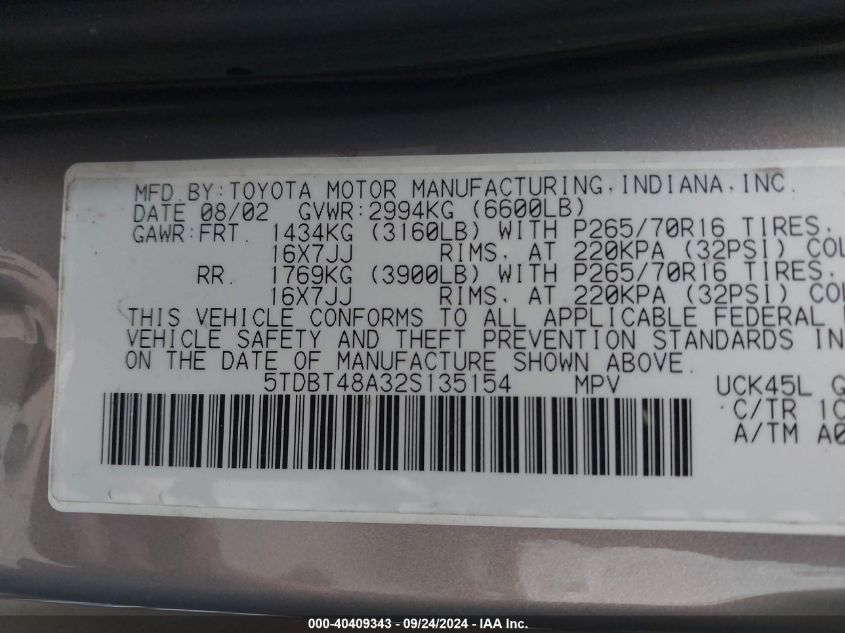 MFD. BY: TOYOTA MOTOR MANUFACTURING, INDIANA, INC.
DATE 08/02 GVWR: 2994KG (6600LB)
GAWR: FRT. 1434KG (3160LB) WITH P265/70R16 TIRES,
16X7JJ RIMS, AT 220KPA (32PSI)
RR. 1769KG (3900LB) WITH P265/70R16 TIRES,
16X7JJ RIMS, AT 220KPA (32PSI)
THIS VEHICLE CONFORMS TO ALL APPLICABLE FEDERAL
VEHICLE SAFETY AND THEFT PREVENTION STANDARDS IN
ON THE DATE OF MANUFACTURE SHOWN ABOVE.
5TDBT48A32S135154 MPV UCK45L
C/TR
A/TM
000-40409343 - 09/24/2024 - IAA Inc.